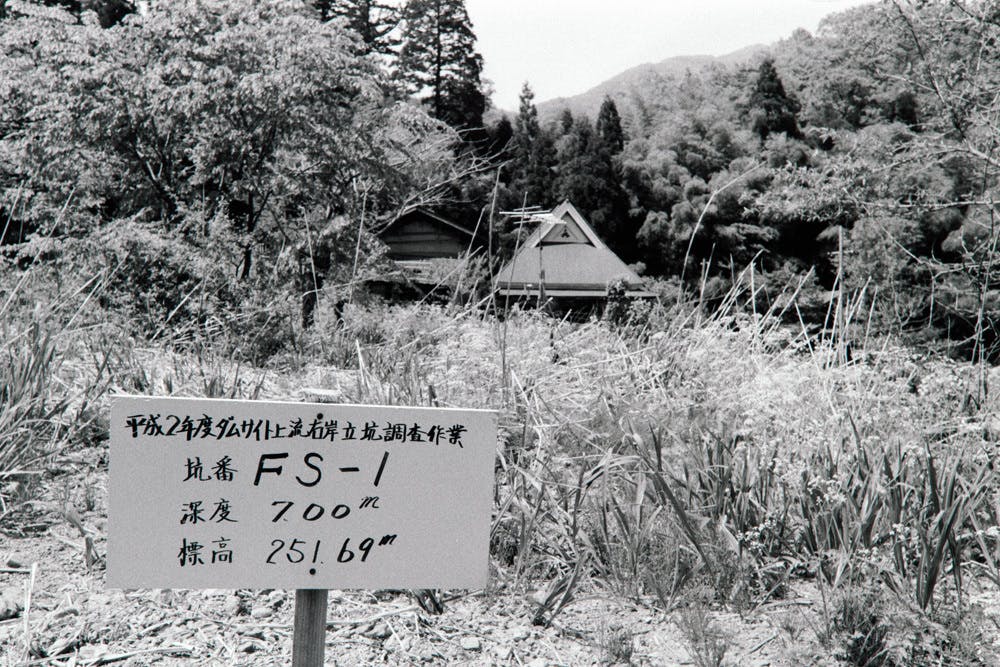 平成2年度ダムサイト上流右岸立坑調査作業
坑番 FS-1
深度 7.00m
標高 251.69m